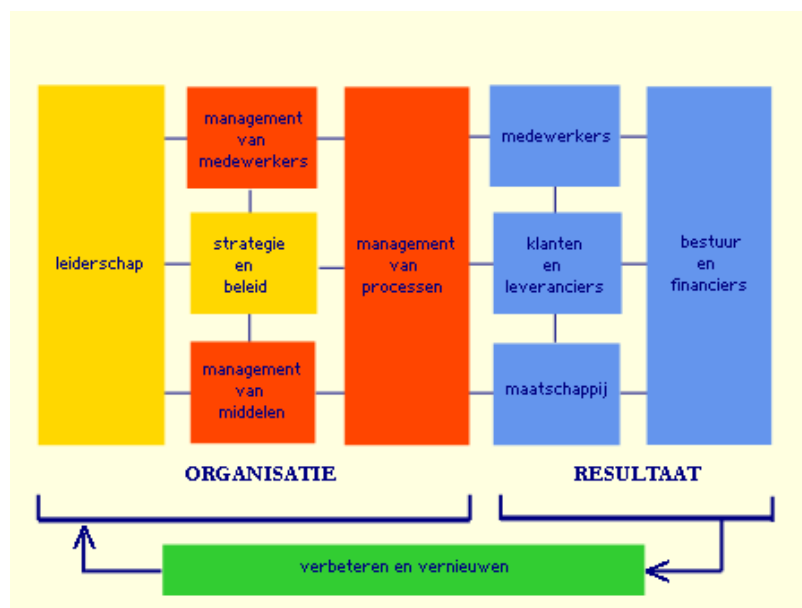 leiderschap
management
van
medewerkers
strategie
en
beleid
management
van
middelen
management
van
processen
medewerkers
klanten
en
leveranciers
maatschappij
bestuur
en
financiers
ORGANISATIE
RESULTAAT
verbeteren en vernieuwen